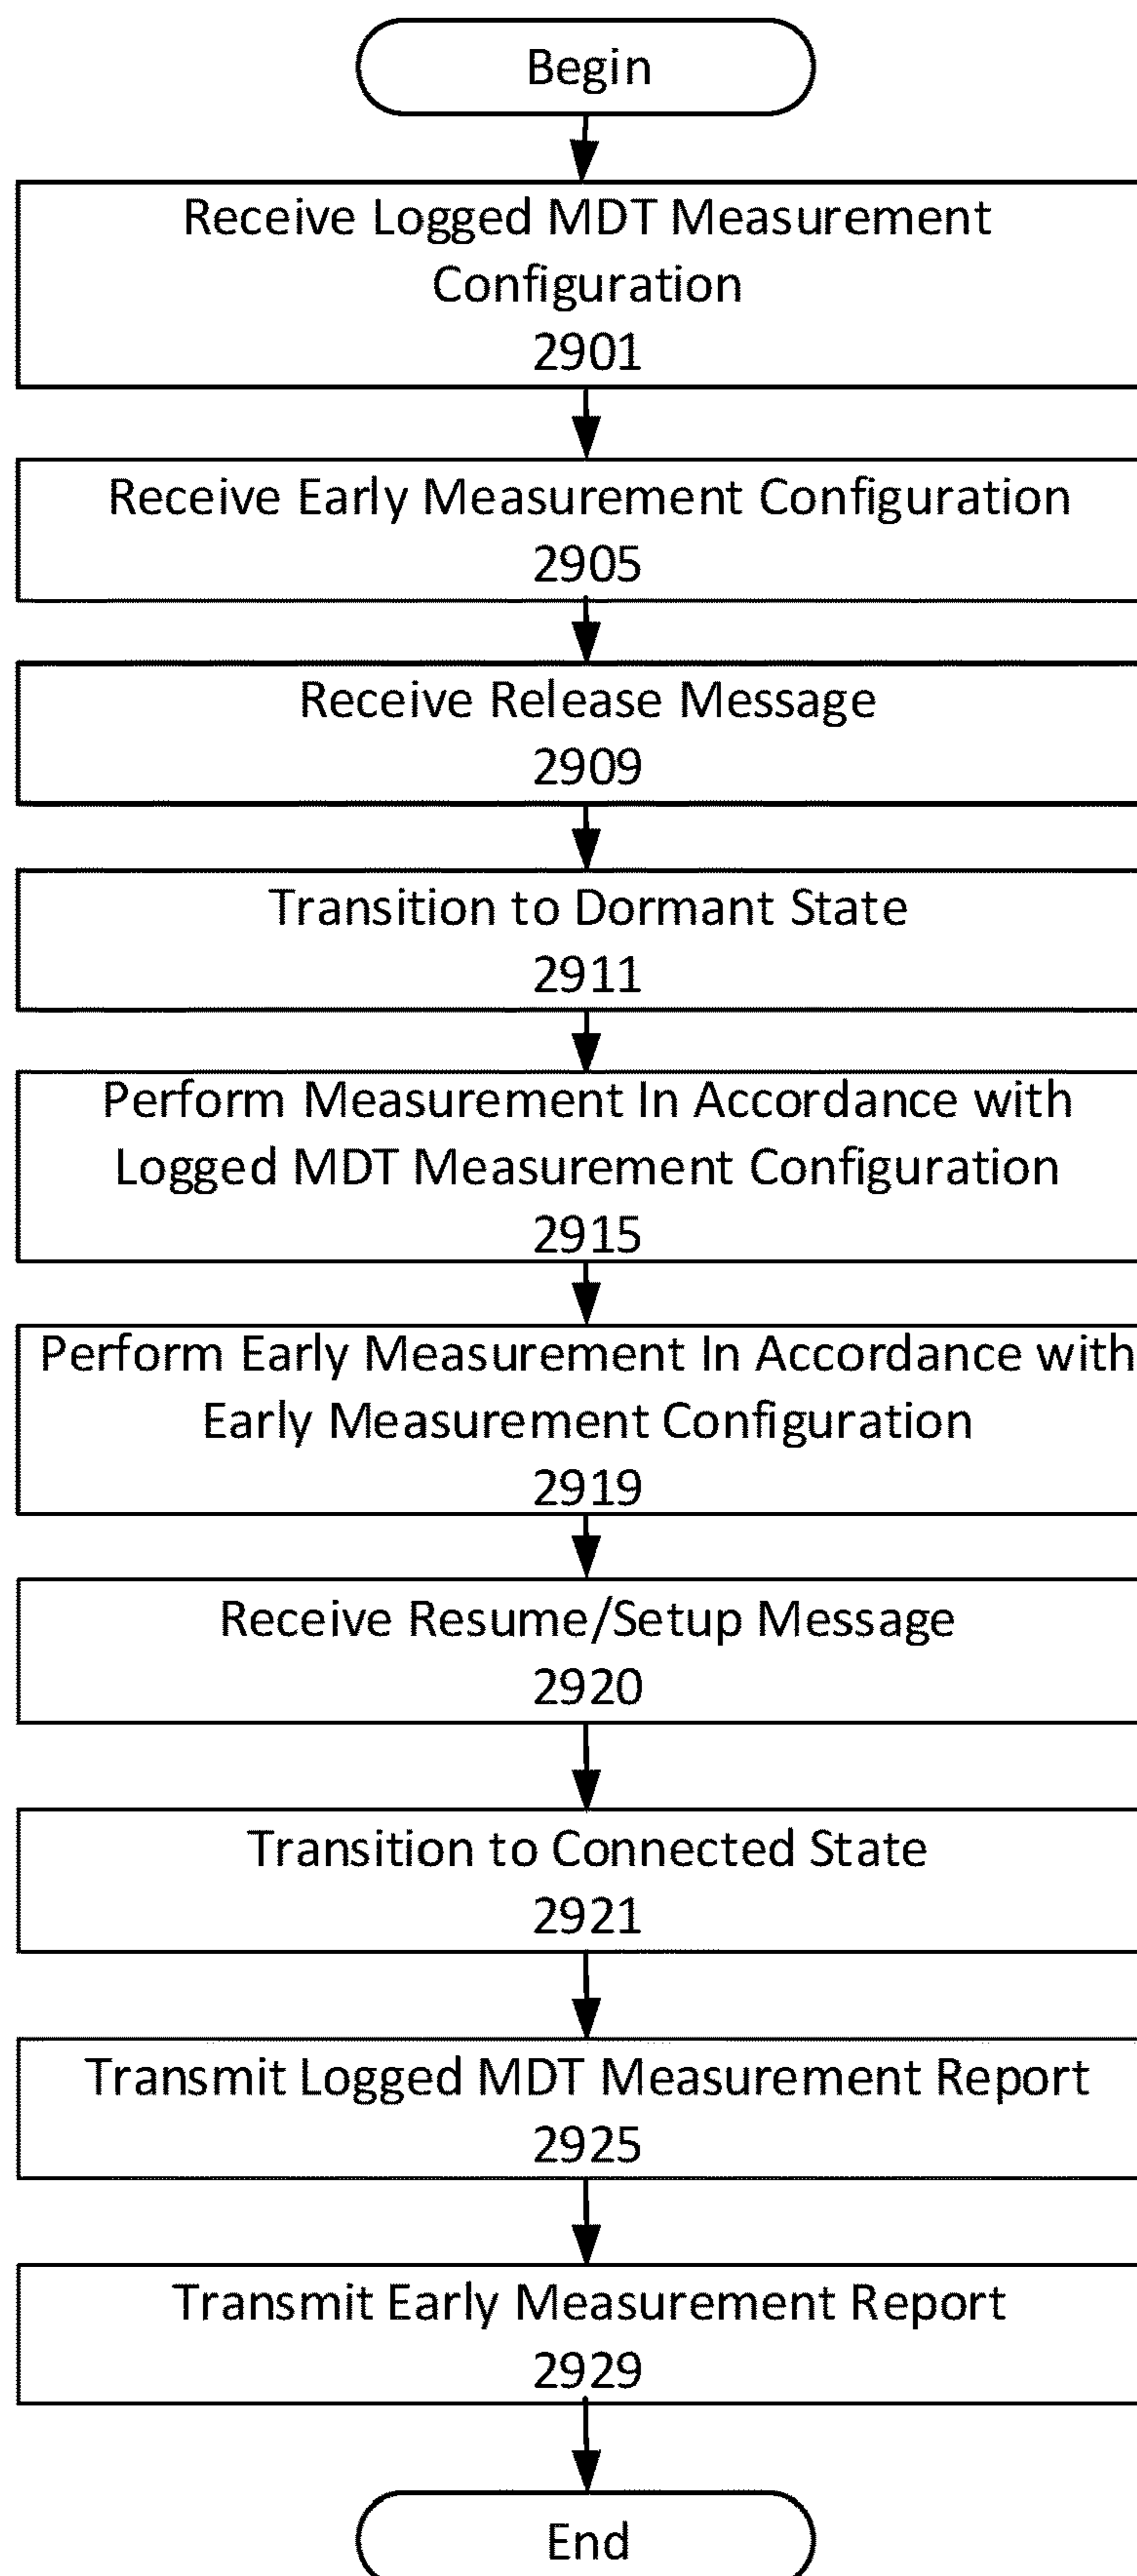 Begin
Receive Logged MDT Measurement
Configuration
2901
Receive Early Measurement Configuration
2905
Receive Release Message
2909
Transition to Dormant State
2911
Perform Measurement In Accordance with
Logged MDT Measurement Configuration
2915
Perform Early Measurement In Accordance with
Early Measurement Configuration
2919
Receive Resume/Setup Message
2920
Transition to Connected State
2921
Transmit Logged MDT Measurement Report
2925
Transmit Early Measurement Report
2929
End